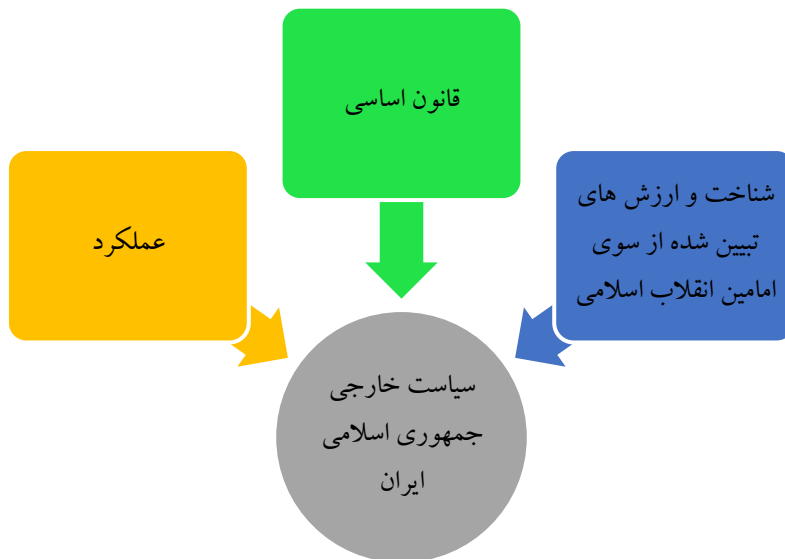 قانون اساسی
شناخت و ارزش های
تبیین شده از سوی
امامین انقلاب اسلامی
عملکرد
سیاست خارجی
جمهوری اسلامی
ایران